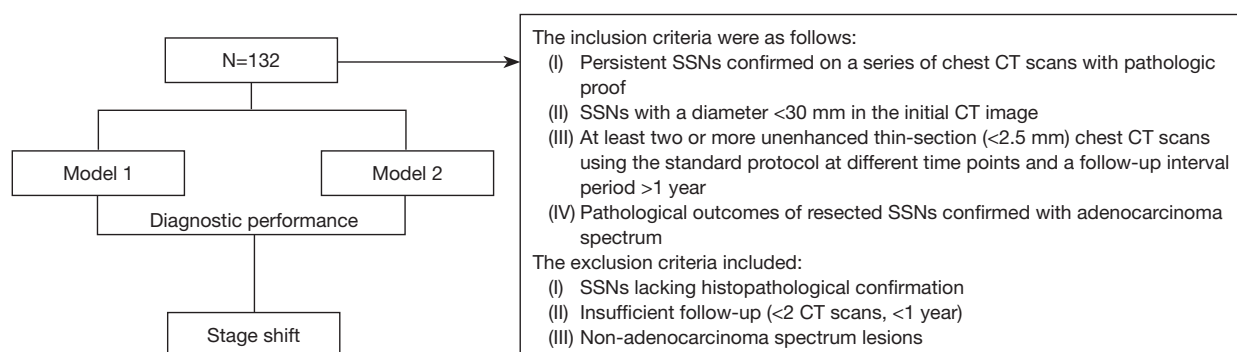 N=132
Model 1
Model 2
Diagnostic performance
Stage shift
The inclusion criteria were as follows:
(I) Persistent SSNs confirmed on a series of chest CT scans with pathologic
proof
(II) SSNs with a diameter <30 mm in the initial CT image
(III) At least two or more unenhanced thin-section (<2.5 mm) chest CT scans
using the standard protocol at different time points and a follow-up interval
period >1 year
(IV) Pathological outcomes of resected SSNs confirmed with adenocarcinoma
spectrum
The exclusion criteria included:
(I) SSNs lacking histopathological confirmation
(II) Insufficient follow-up (<2 CT scans, <1 year)
(III) Non-adenocarcinoma spectrum lesions